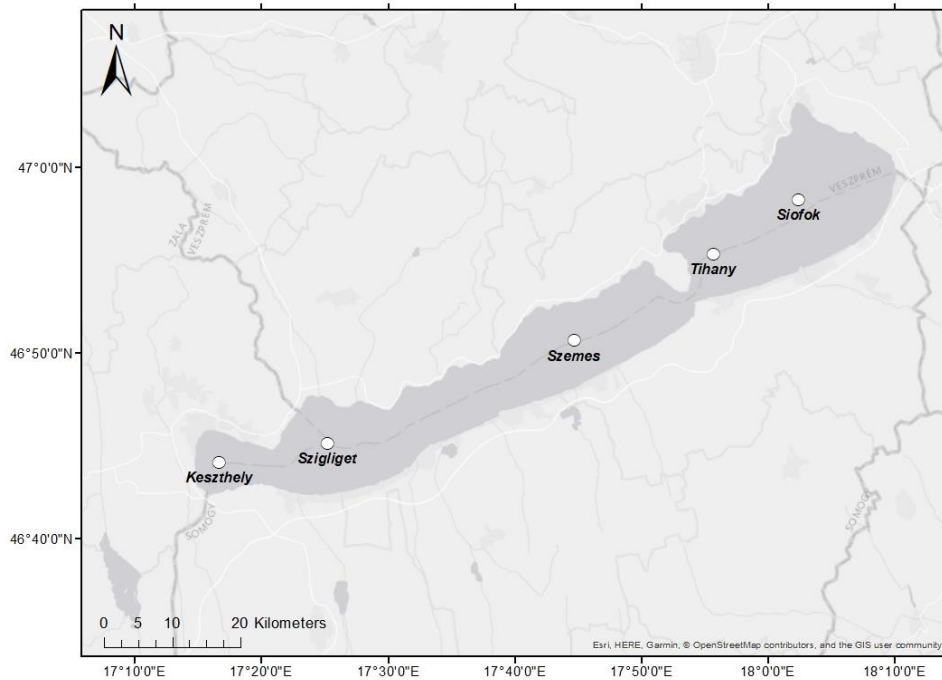 N
47°0'0"N
VESZPRÉM
Siofok
ZALA
VESZPRÉM
Tihany
46°50'0"N
Szemes
Szigliget
Keszthely
SOMOGY
SOMOGY
46°40'0"N
0 5 10 20 Kilometers
Esri, HERE, Garmin, © OpenStreetMap contributors, and the GIS user community
17°10'0"E 17°20'0"E 17°30'0"E 17°40'0"E 17°50'0"E 18°0'0"E 18°10'0"E